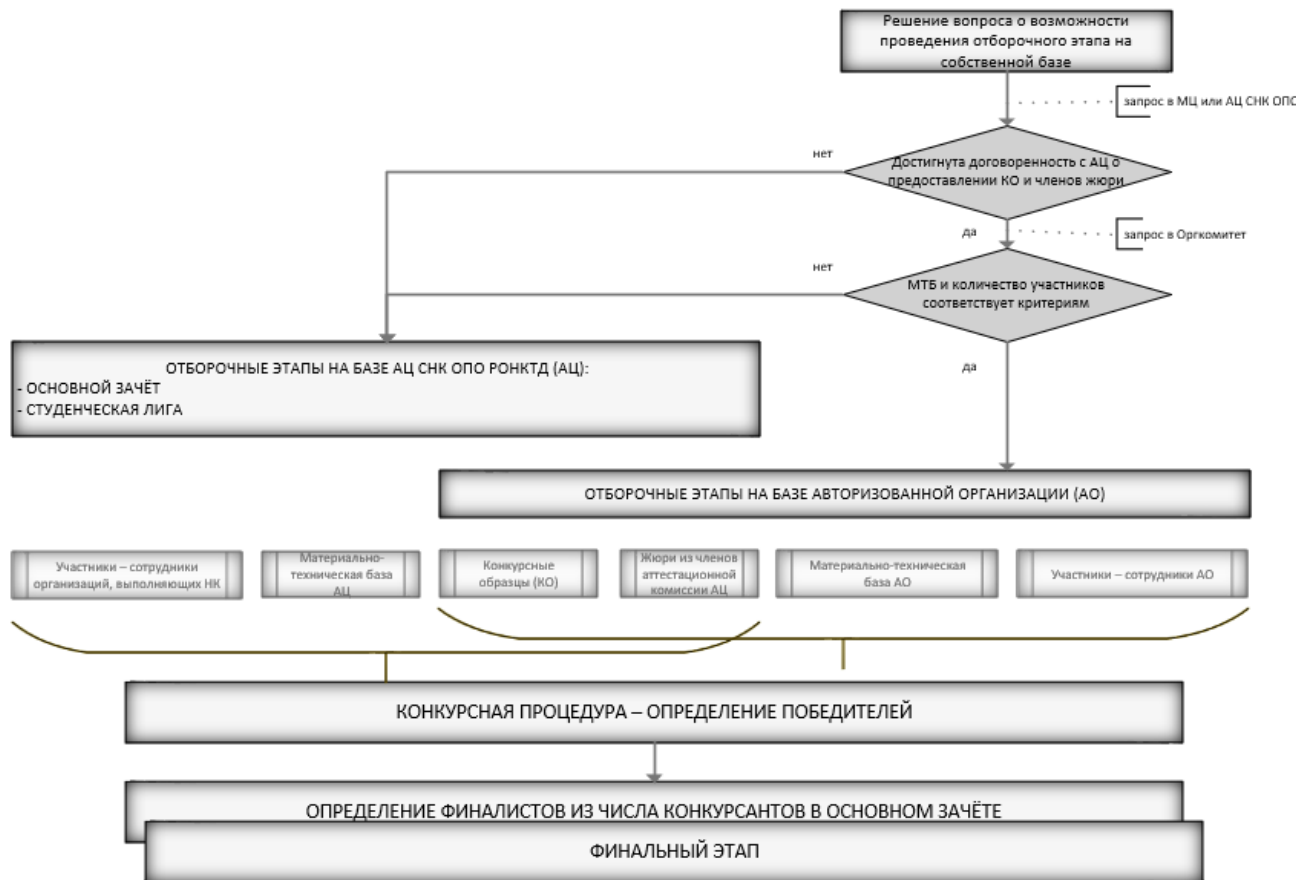 Решение вопроса о возможности
проведения отборочного этапа на
собственной базе
запрос в МЦ или АЦ СНК ОПО
нет
Достигнута договоренность с АЦ о
предоставлении КО и членов жюри
да
запрос в Оргкомитет
нет
МТБ и количество участников
соответствует критериям
да
ОТБОРОЧНЫЕ ЭТАПЫ НА БАЗЕ АЦ СНК ОПО РОНКТД (АЦ):
- ОСНОВНОЙ ЗАЧЁТ
- СТУДЕНЧЕСКАЯ ЛИГА
ОТБОРОЧНЫЕ ЭТАПЫ НА БАЗЕ АВТОРИЗОВАННОЙ ОРГАНИЗАЦИИ (АО)
Участники – сотрудники
организаций, выполняющих НК
Материально-
техническая база
АЦ
Конкурсные
образцы (КО)
Жюри из членов
аттестационной
комиссии АЦ
Материально-техническая
база АО
Участники – сотрудники АО
КОНКУРСНАЯ ПРОЦЕДУРА – ОПРЕДЕЛЕНИЕ ПОБЕДИТЕЛЕЙ
ОПРЕДЕЛЕНИЕ ФИНАЛИСТОВ ИЗ ЧИСЛА КОНКУРСАНТОВ В ОСНОВНОМ ЗАЧЁТЕ
ФИНАЛЬНЫЙ ЭТАП